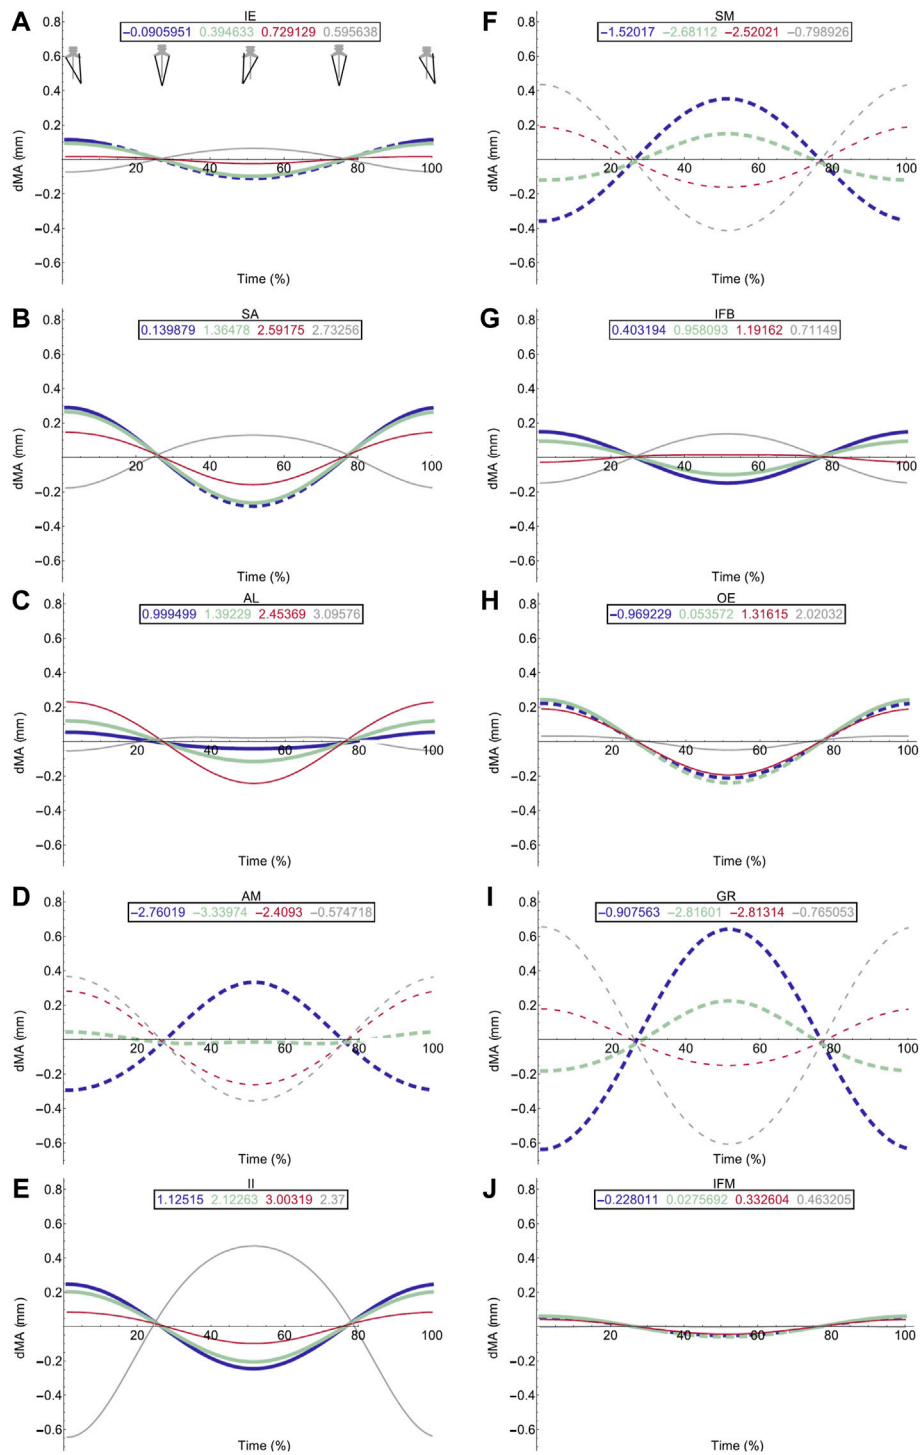 A
IE
−0.0905951 0.394633 0.729129 0.595638
0.8
0.6
0.4
0.2
−0.2
−0.4
−0.6
dMA (mm)
20 40 60 80 100
Time (%)
B
SA
0.139879 1.36478 2.59175 2.73256
0.8
0.6
0.4
0.2
−0.2
−0.4
−0.6
dMA (mm)
20 40 60 80 100
Time (%)
C
AL
0.999499 1.39229 2.45369 3.09576
0.8
0.6
0.4
0.2
−0.2
−0.4
−0.6
dMA (mm)
20 40 60 80 100
Time (%)
D
AM
−2.76019 −3.33974 −2.4093 −0.574718
0.8
0.6
0.4
0.2
−0.2
−0.4
−0.6
dMA (mm)
20 40 60 80 100
Time (%)
E
II
1.12515 2.12263 3.00319 2.37
0.8
0.6
0.4
0.2
−0.2
−0.4
−0.6
dMA (mm)
20 40 60 80 100
Time (%)
F
SM
−1.52017 −2.68112 −2.52021 −0.798926
0.8
0.6
0.4
0.2
−0.2
−0.4
−0.6
dMA (mm)
20 40 60 80 100
Time (%)
G
IFB
0.403194 0.958093 1.19162 0.71149
0.8
0.6
0.4
0.2
−0.2
−0.4
−0.6
dMA (mm)
20 40 60 80 100
Time (%)
H
OE
−0.969229 0.053572 1.31615 2.02032
0.8
0.6
0.4
0.2
−0.2
−0.4
−0.6
dMA (mm)
20 40 60 80 100
Time (%)
I
GR
−0.907563 −2.81601 −2.81314 −0.765053
0.8
0.6
0.4
0.2
−0.2
−0.4
−0.6
dMA (mm)
20 40 60 80 100
Time (%)
J
IFM
−0.228011 0.0275692 0.332604 0.463205
0.8
0.6
0.4
0.2
−0.2
−0.4
−0.6
dMA (mm)
20 40 60 80 100
Time (%)